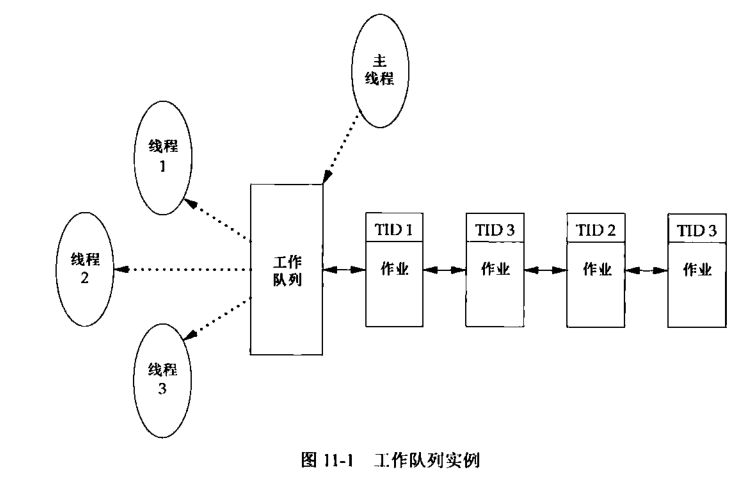 主
线程
线程
1
线程
2
线程
3
工作
队列
TID 1
作业
TID 3
作业
TID 2
作业
TID 3
作业
图 11-1 工作队列实例